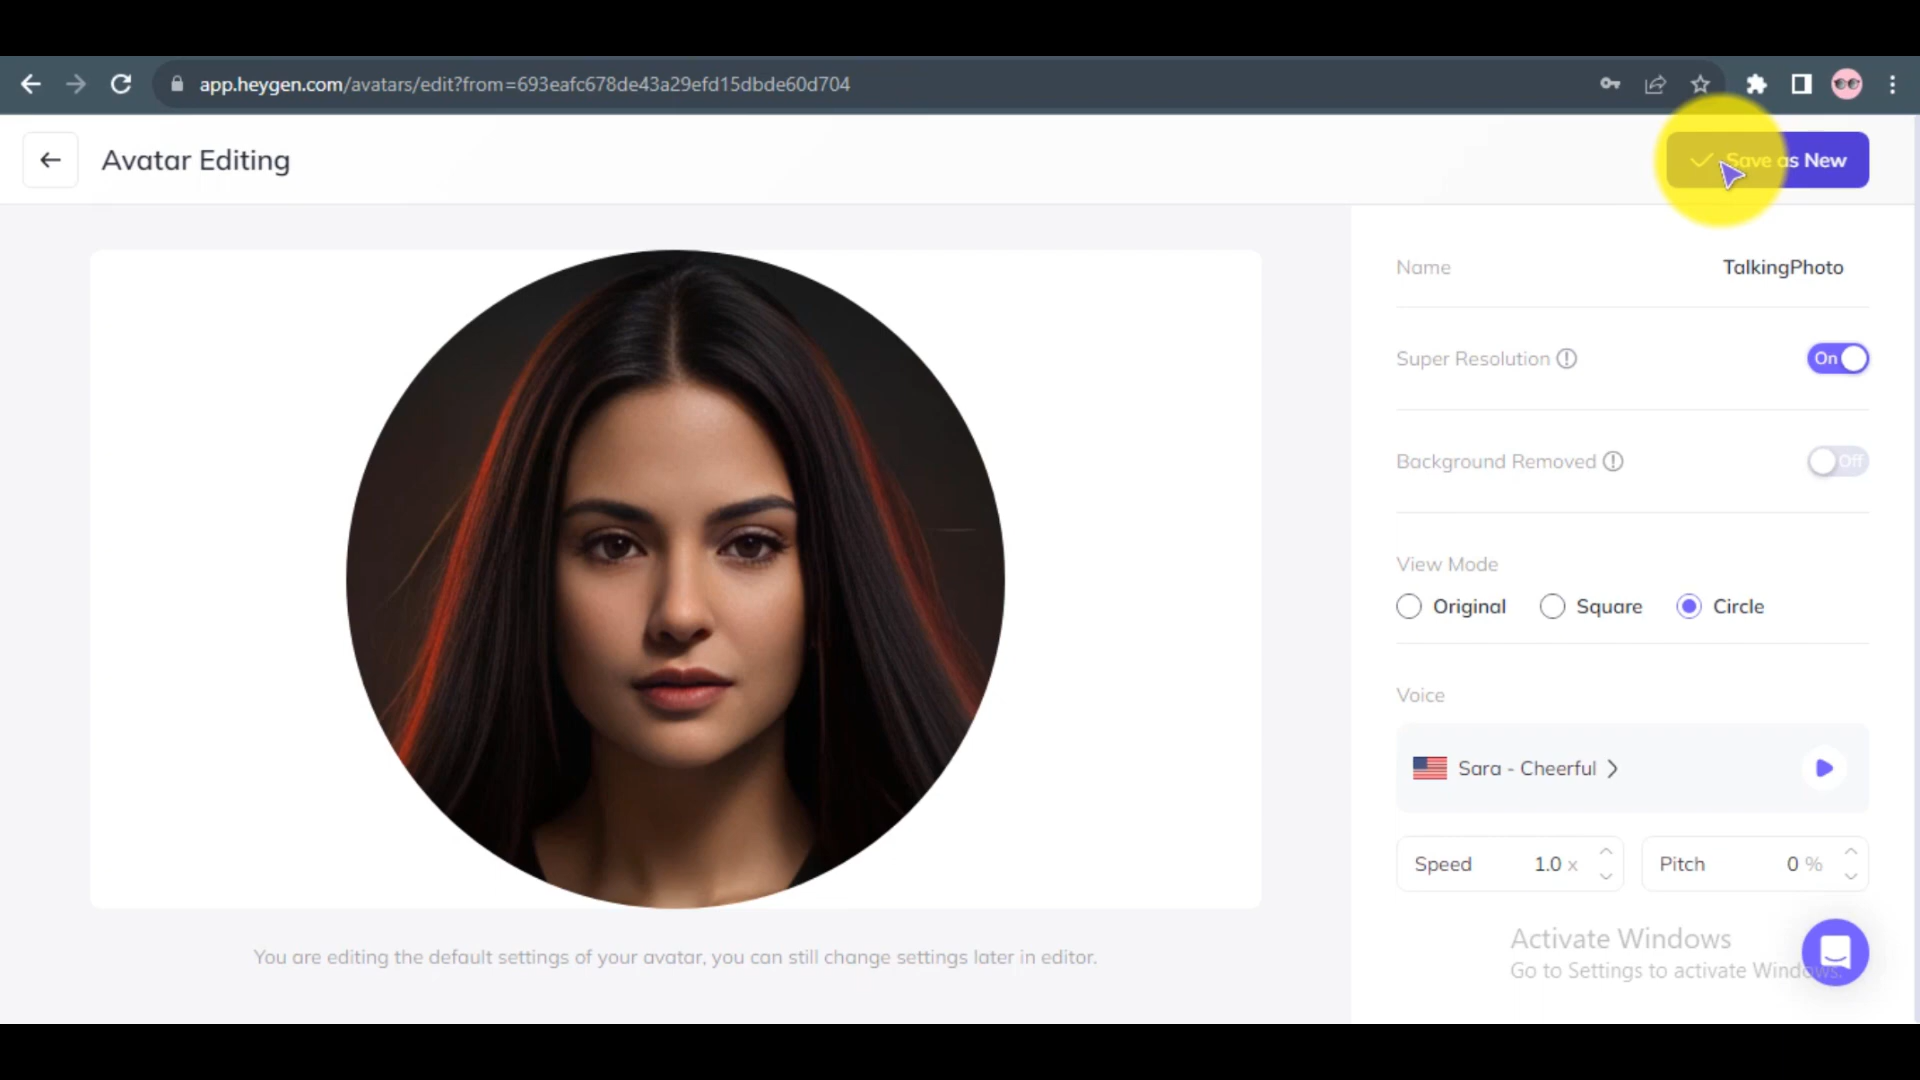 app.heygen.com/avatars/edit?from=693eafc678de43a29efd15dbde60d704
Avatar Editing
Save as New
Name TalkingPhoto
Super Resolution On
Background Removed Off
View Mode
Original Square Circle
Voice
Sara - Cheerful
Speed 1.0 x Pitch 0 %
Activate Windows
Go to Settings to activate Windows.
You are editing the default settings of your avatar, you can still change settings later in editor.